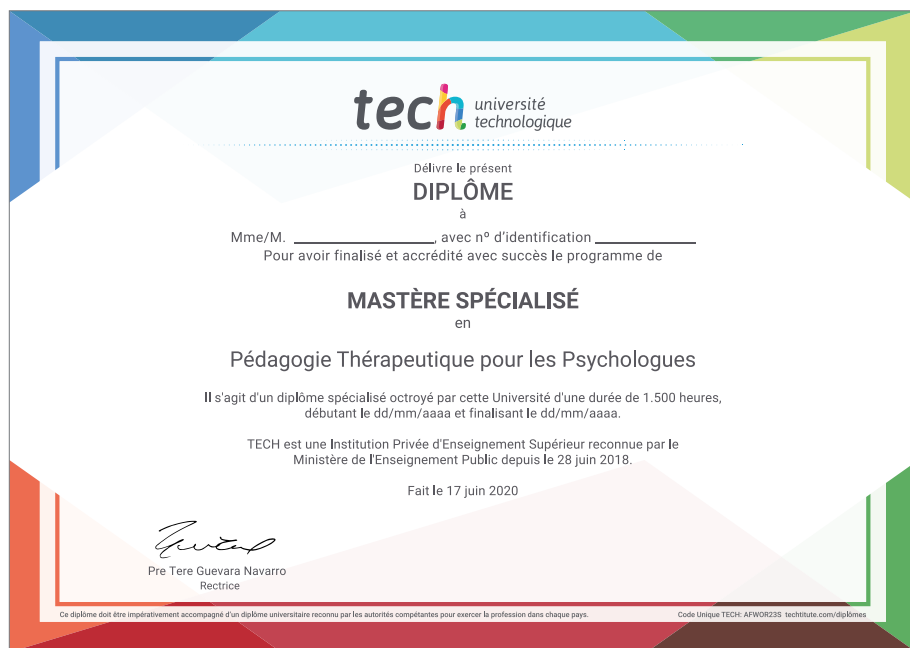 tech université
technologique
Délivre le présent
DIPLÔME
à
Mme/M. ____________, avec nº d'identification ____________
Pour avoir finalisé et accrédité avec succès le programme de
MASTÈRE SPÉCIALISÉ
en
Pédagogie Thérapeutique pour les Psychologues
Il s'agit d'un diplôme spécialisé octroyé par cette Université d'une durée de 1.500 heures,
débutant le dd/mm/aaaa et finalisant le dd/mm/aaaa.
TECH est une Institution Privée d'Enseignement Supérieur reconnue par le
Ministère de l'Enseignement Public depuis le 28 juin 2018.
Fait le 17 juin 2020
Pre Tere Guevara Navarro
Rectrice
Ce diplôme doit être impérativement accompagné d'un diplôme universitaire reconnu par les autorités compétentes pour exercer la profession dans chaque pays. Code Unique TECH: AFWOR23S techtitute.com/diplômes